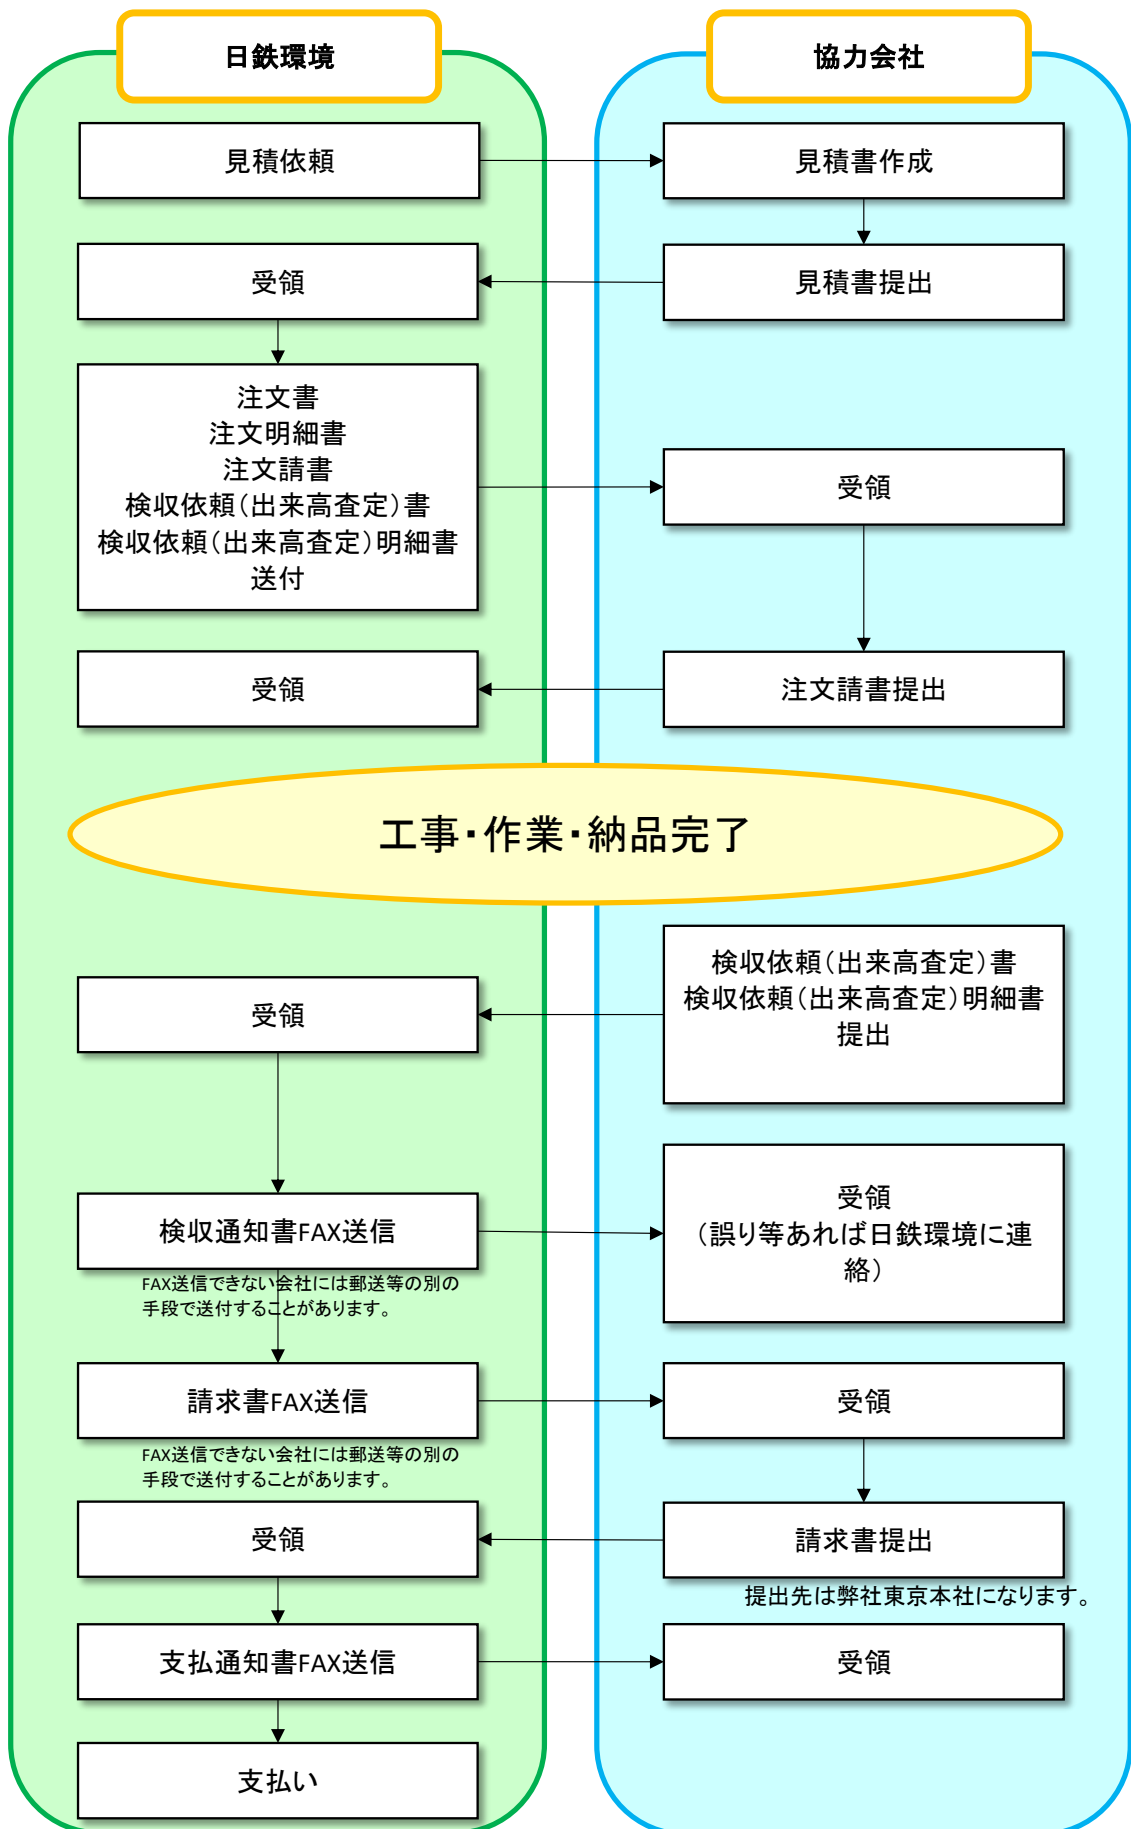 日鉄環境
協力会社
見積依頼
見積書作成
受領
見積書提出
注文書
注文明細書
注文請書
検収依頼（出来高査定）書
検収依頼（出来高査定）明細書
送付
受領
受領
注文請書提出
工事・作業・納品完了
検収依頼（出来高査定）書
検収依頼（出来高査定）明細書
提出
受領
検収通知書FAX送信
FAX送信できない会社には郵送等の別の
手段で送付することがあります。
受領
（誤り等あれば日鉄環境に連
絡）
請求書FAX送信
FAX送信できない会社には郵送等の別の
手段で送付することがあります。
受領
受領
請求書提出
提出先は弊社東京本社になります。
支払通知書FAX送信
受領
支払い